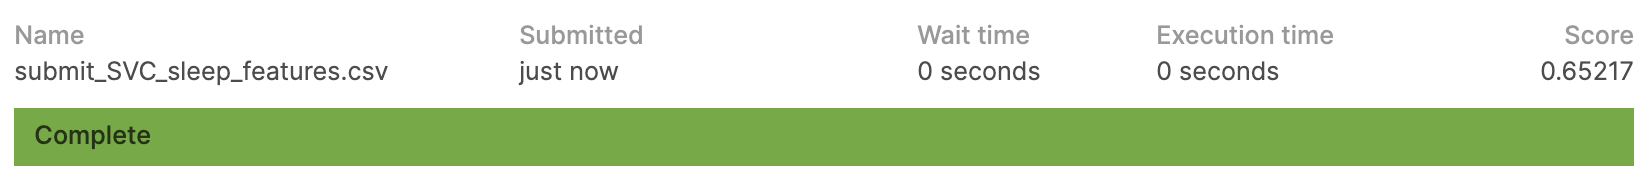 Name Submitted Wait time Execution time Score
submit_SVC_sleep_features.csv just now 0 seconds 0 seconds 0.65217
Complete